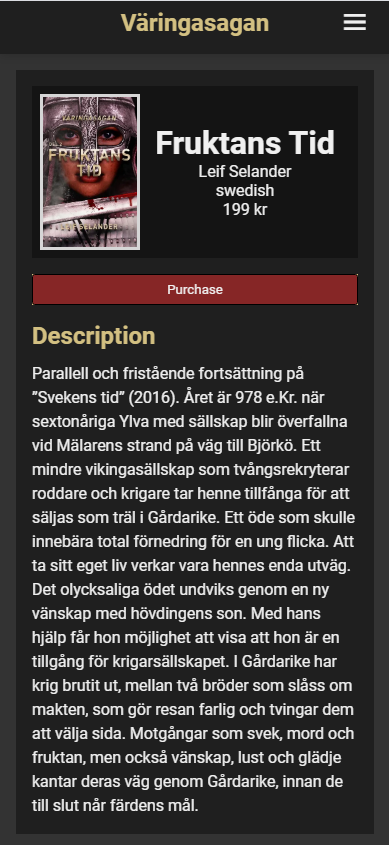 Väringasagan
VÄRINGASAGAN
DEL 2
FRUKTANS
TID
LEIF SELANDER
Fruktans Tid
Leif Selander
swedish
199 kr
Purchase
Description
Parallell och fristående fortsättning på
”Svekens tid” (2016). Året är 978 e.Kr. när
sextonåriga Ylva med sällskap blir överfallna
vid Mälarens strand på väg till Björkö. Ett
mindre vikingasällskap som tvångsrekryterar
roddare och krigare tar henne tillfånga för att
säljas som träl i Gårdarike. Ett öde som skulle
innebära total förnedring för en ung flicka. Att
ta sitt eget liv verkar vara hennes enda utväg.
Det olycksaliga ödet undviks genom en ny
vänskap med hövdingens son. Med hans
hjälp får hon möjlighet att visa att hon är en
tillgång för krigarsällskapet. I Gårdarike har
krig brutit ut, mellan två bröder som slåss om
makten, som gör resan farlig och tvingar dem
att välja sida. Motgångar som svek, mord och
fruktan, men också vänskap, lust och glädje
kantar deras väg genom Gårdarike, innan de
till slut når färdens mål.